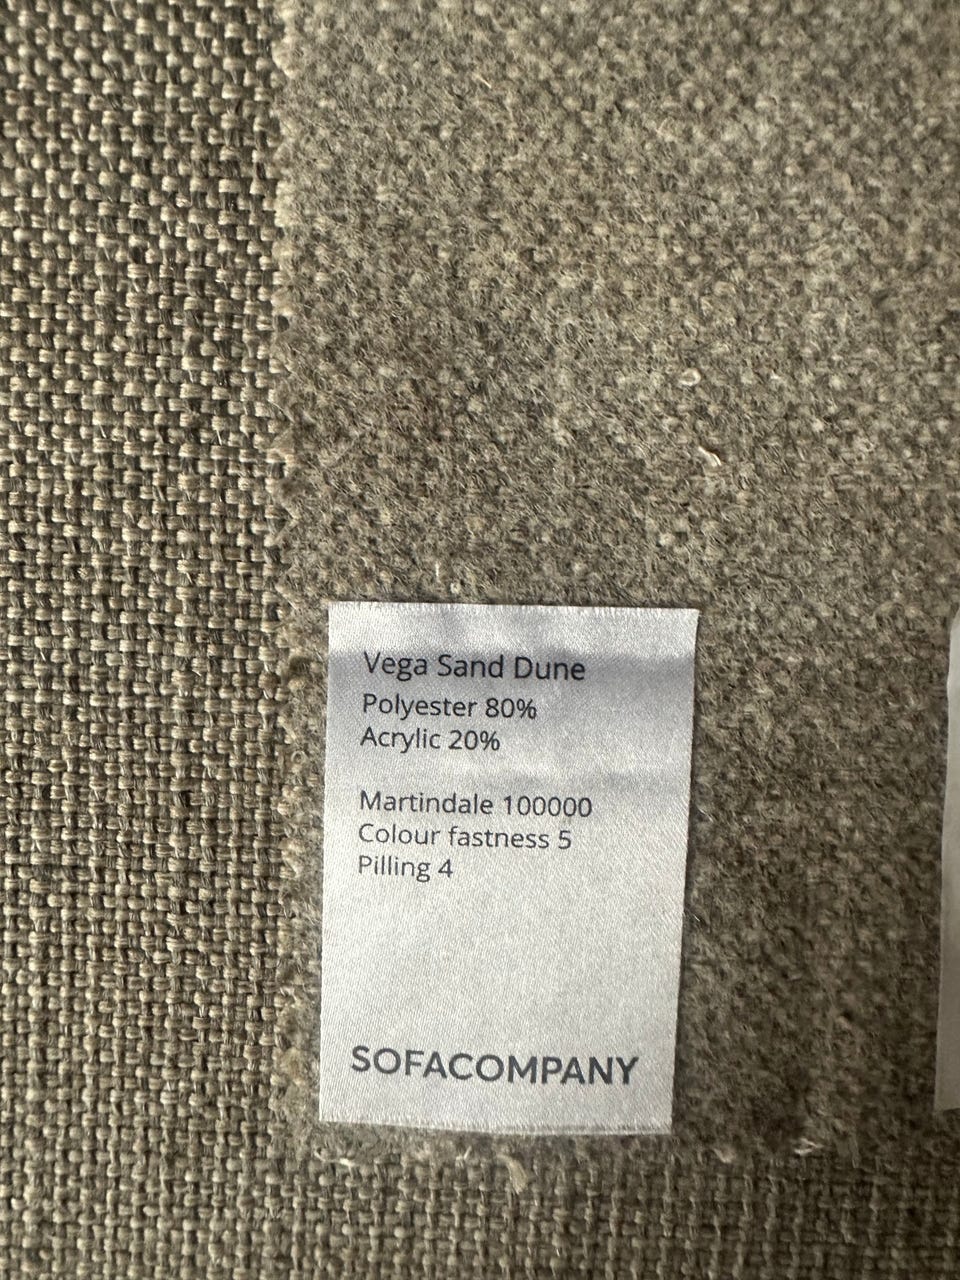 Vega Sand Dune
Polyester 80%
Acrylic 20%
Martindale 100000
Colour fastness 5
Pilling 4
SOFACOMPANY